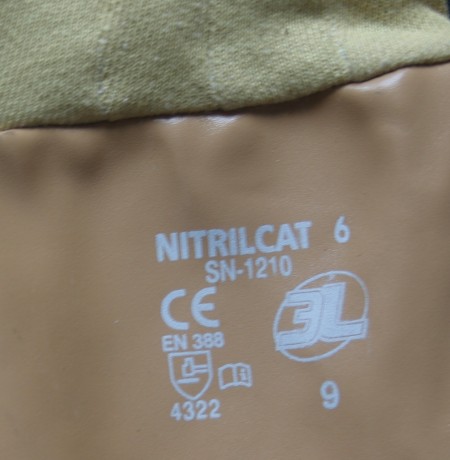 NITRILCAT 6
SN-1210
CE
3L
EN 388
4322
9